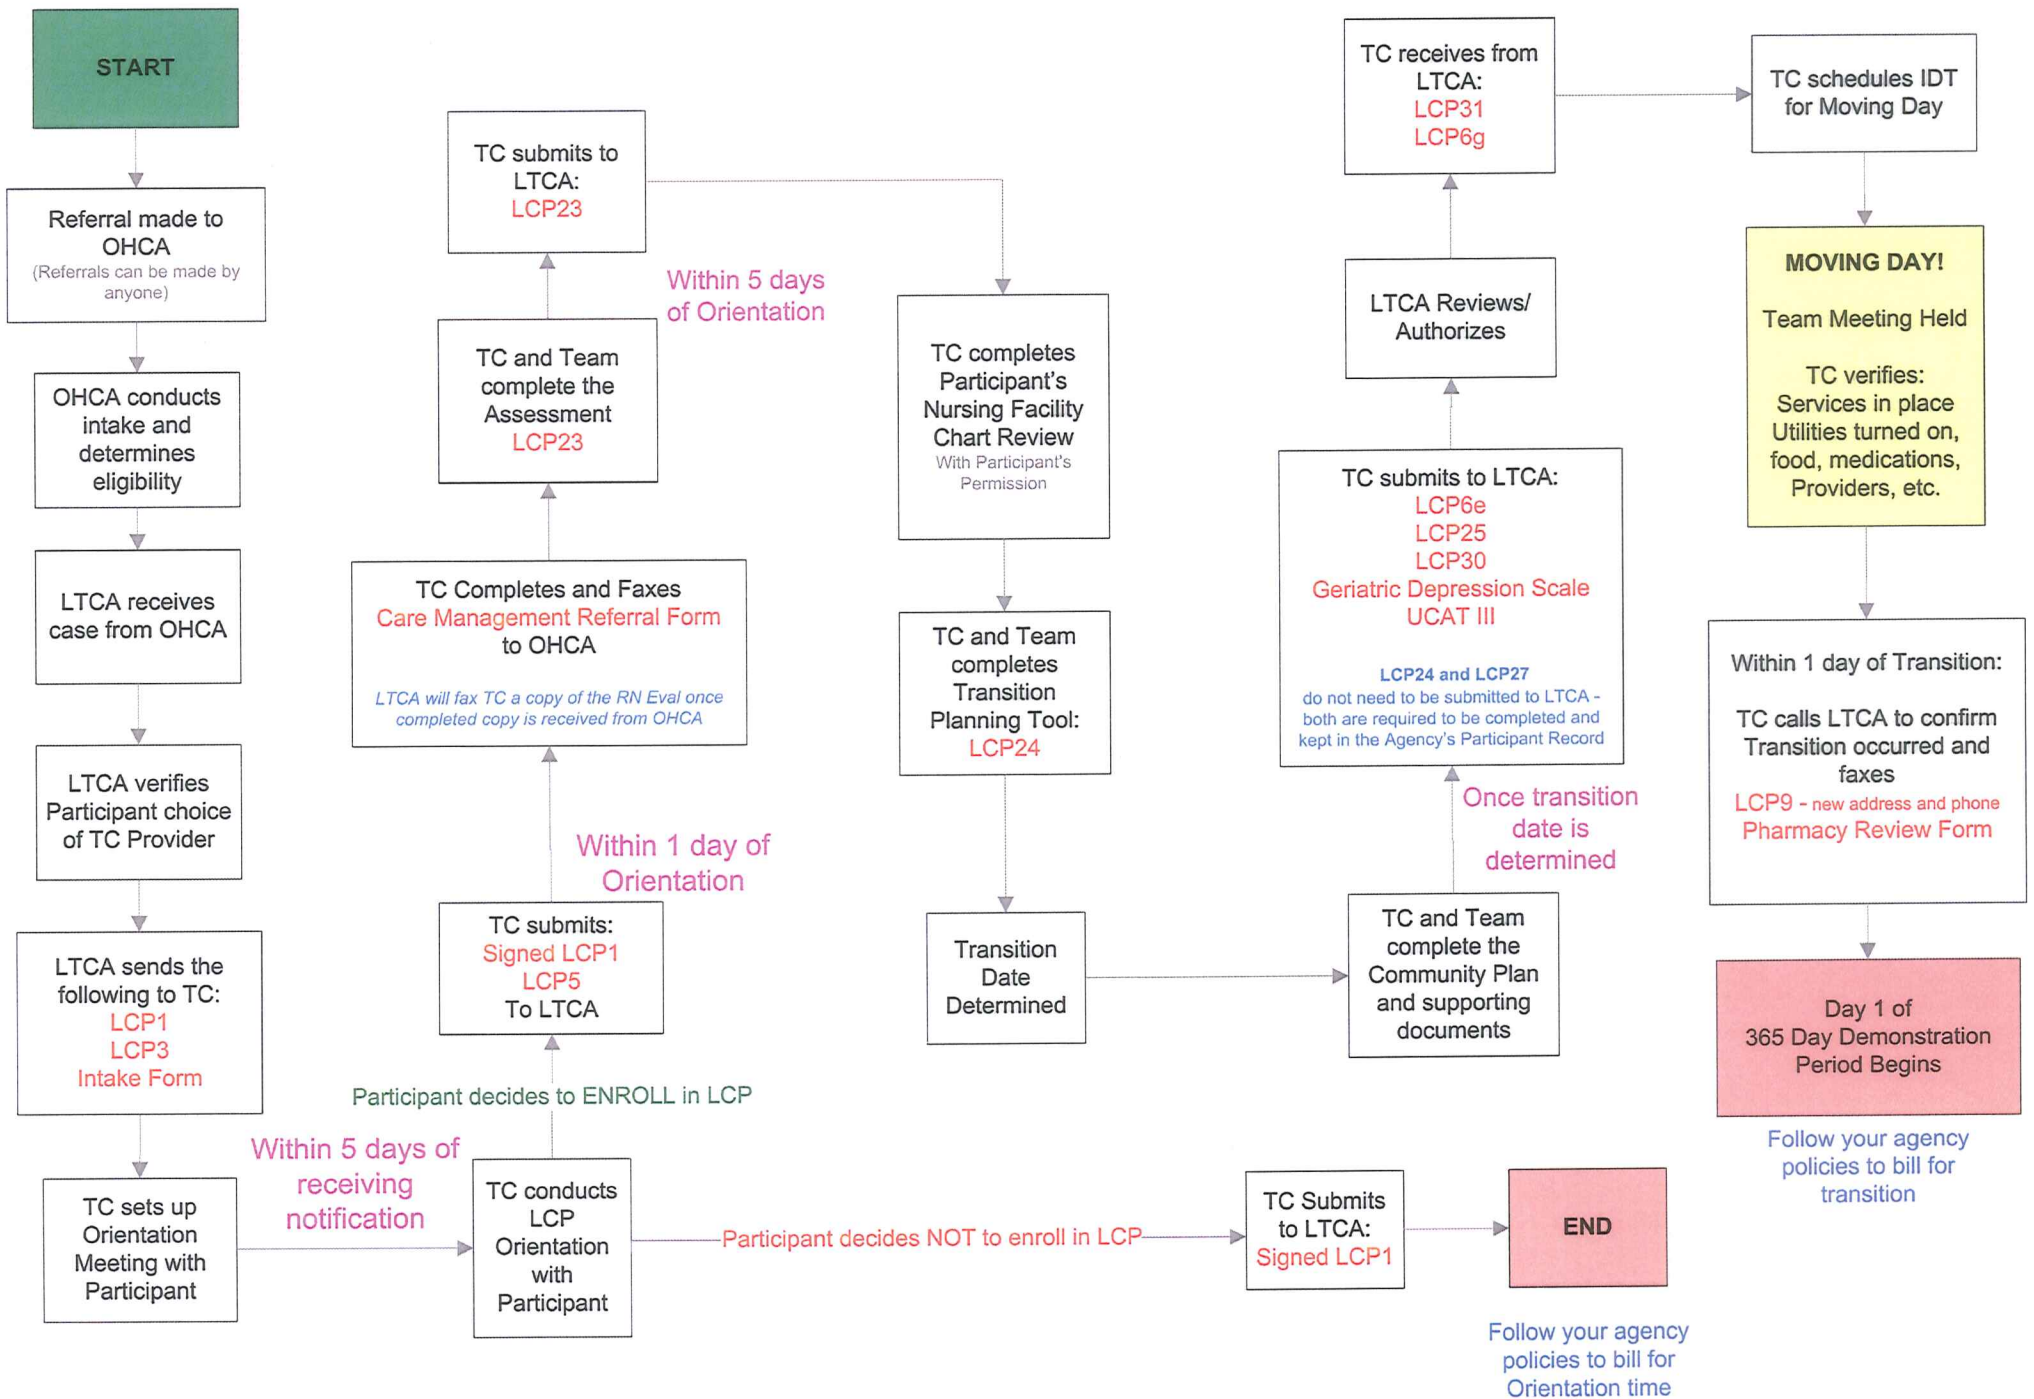 START
Referral made to
OHCA
(Referrals can be made by
anyone)
OHCA conducts
intake and
determines
eligibility
LTCA receives
case from OHCA
LTCA verifies
Participant choice
of TC Provider
LTCA sends the
following to TC:
LCP1
LCP3
Intake Form
TC sets up
Orientation
Meeting with
Participant
Within 5 days of
receiving
notification
TC conducts
LCP
Orientation
with
Participant
Participant decides to ENROLL in LCP
TC submits:
Signed LCP1
LCP5
To LTCA
Within 1 day of
Orientation
TC Completes and Faxes
Care Management Referral Form
to OHCA
LTCA will fax TC a copy of the RN Eval once
completed copy is received from OHCA
TC and Team
complete the
Assessment
LCP23
Within 5 days
of Orientation
TC submits to
LTCA:
LCP23
TC completes
Participant's
Nursing Facility
Chart Review
With Participant's
Permission
TC and Team
completes
Transition
Planning Tool:
LCP24
Transition
Date
Determined
TC and Team
complete the
Community Plan
and supporting
documents
Once transition
date is
determined
TC submits to LTCA:
LCP6e
LCP25
LCP30
Geriatric Depression Scale
UCAT III
LCP24 and LCP27
do not need to be submitted to LTCA -
both are required to be completed and
kept in the Agency's Participant Record
LTCA Reviews/
Authorizes
TC receives from
LTCA:
LCP31
LCP6g
TC schedules IDT
for Moving Day
MOVING DAY!
Team Meeting Held
TC verifies:
Services in place
Utilities turned on,
food, medications,
Providers, etc.
Within 1 day of Transition:
TC calls LTCA to confirm
Transition occurred and
faxes
LCP9 - new address and phone
Pharmacy Review Form
Day 1 of
365 Day Demonstration
Period Begins
Follow your agency
policies to bill for
transition
Participant decides NOT to enroll in LCP
TC Submits
to LTCA:
Signed LCP1
END
Follow your agency
policies to bill for
Orientation time